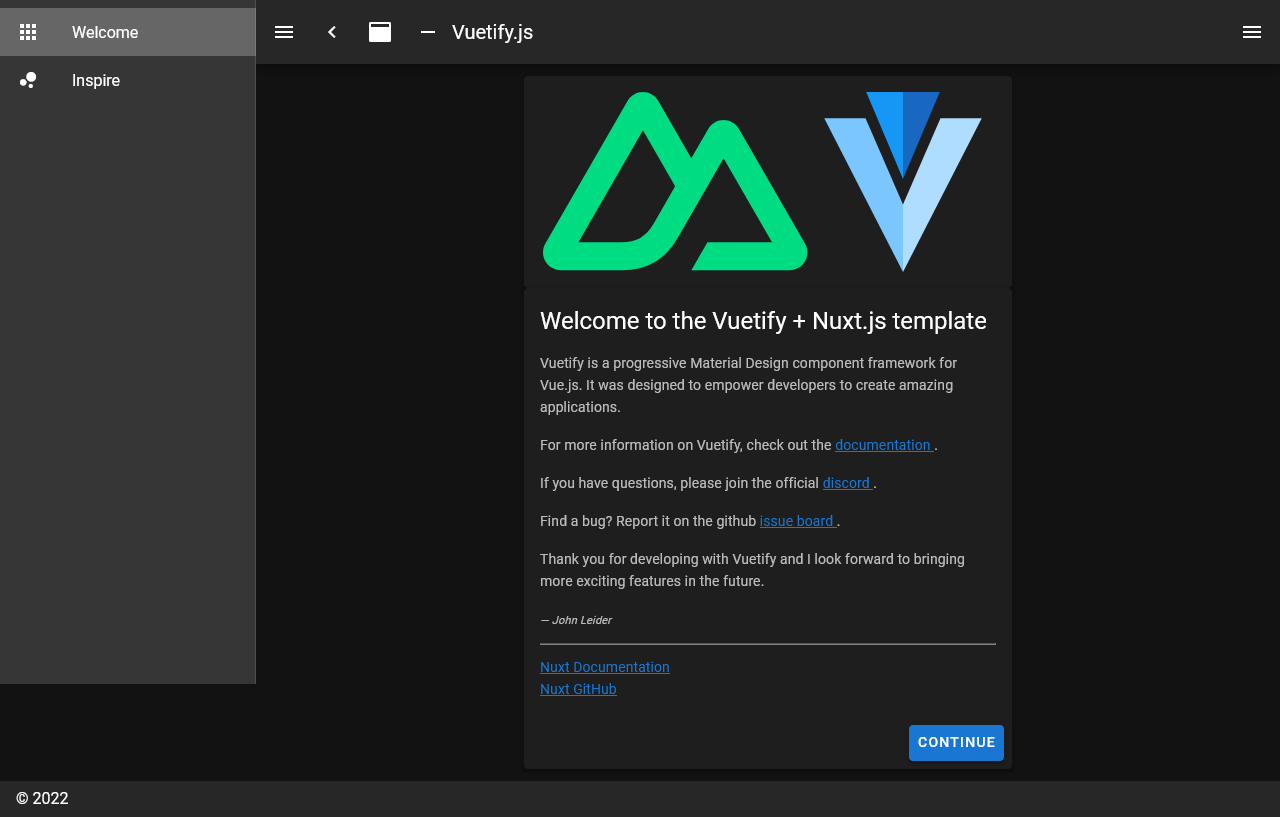 Welcome
Inspire
Vuetify.js
Welcome to the Vuetify + Nuxt.js template
Vuetify is a progressive Material Design component framework for
Vue.js. It was designed to empower developers to create amazing
applications.
For more information on Vuetify, check out the documentation .
If you have questions, please join the official discord .
Find a bug? Report it on the github issue board .
Thank you for developing with Vuetify and I look forward to bringing
more exciting features in the future.
— John Leider
Nuxt Documentation
Nuxt GitHub
CONTINUE
© 2022